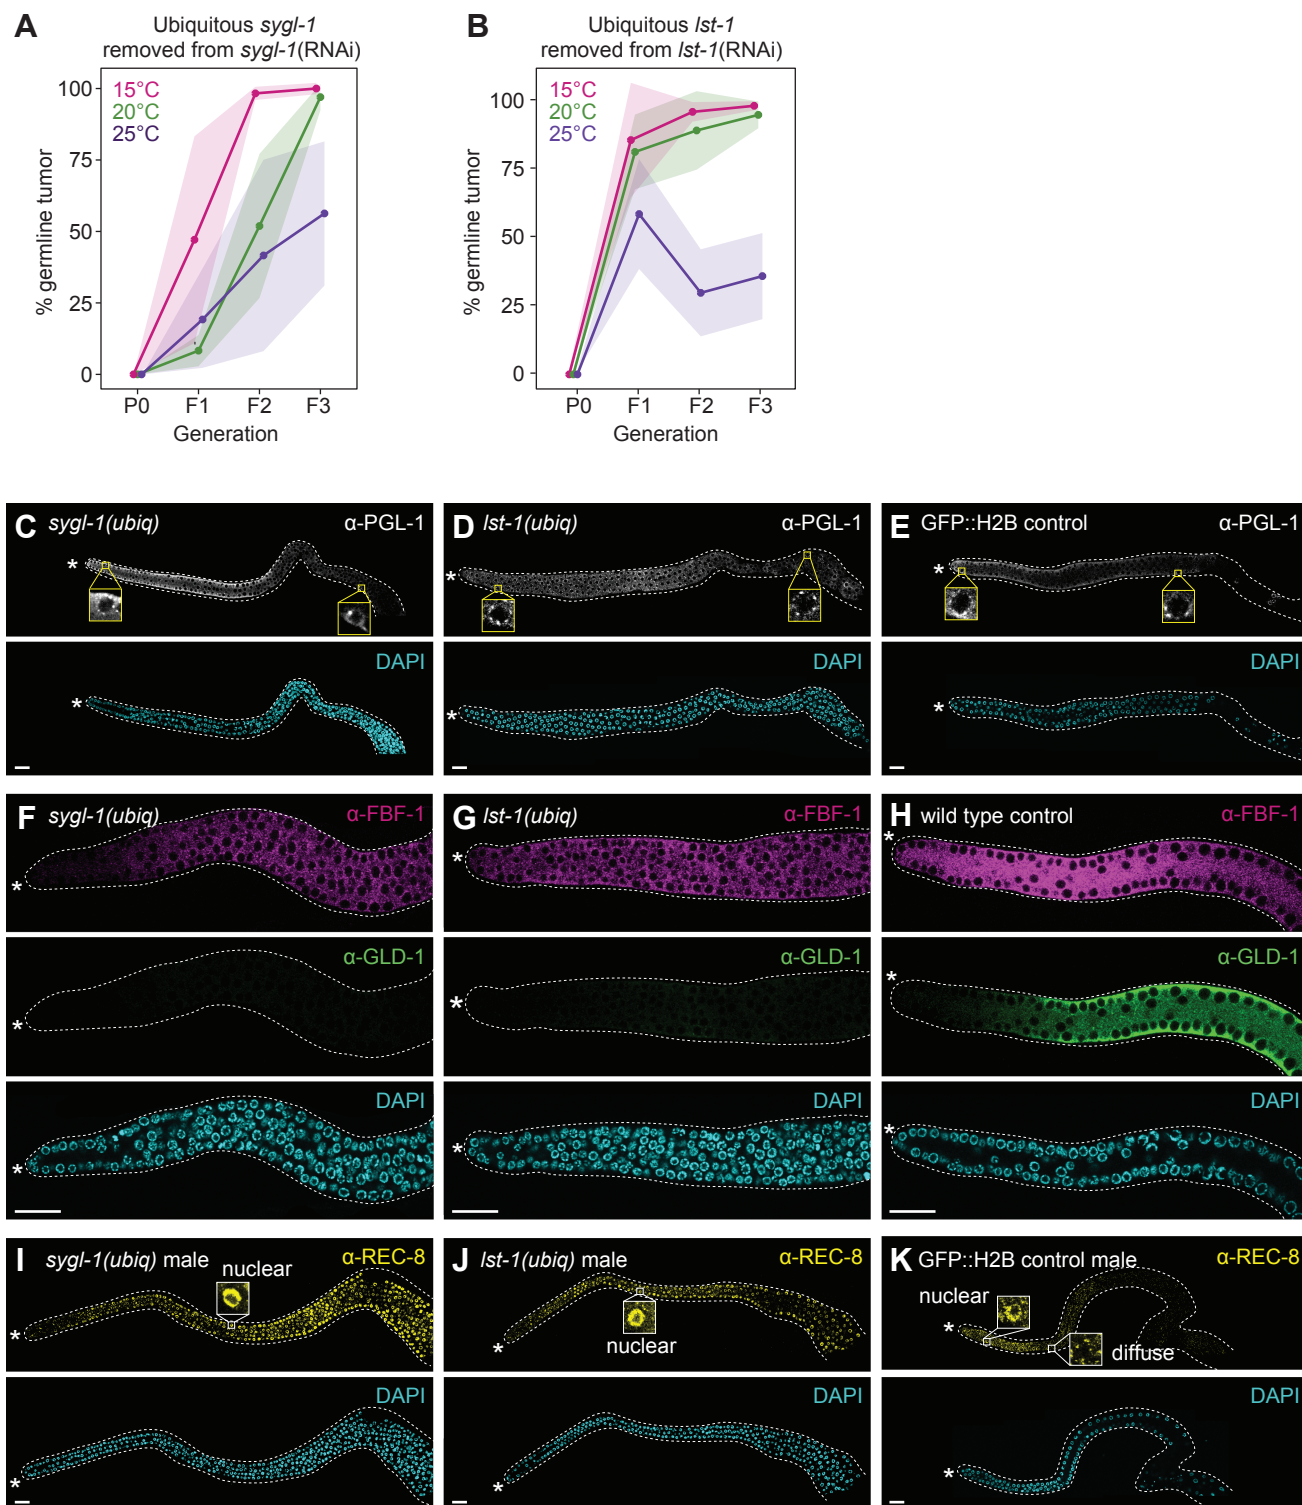 A
Ubiquitous sygl-1
removed from sygl-1(RNAi)
15°C
20°C
25°C
100
75
50
25
0
% germline tumor
P0 F1 F2 F3
Generation
B
Ubiquitous lst-1
removed from lst-1(RNAi)
15°C
20°C
25°C
100
75
50
25
0
% germline tumor
P0 F1 F2 F3
Generation
C sygl-1(ubiq) α-PGL-1
*
DAPI
*
D lst-1(ubiq) α-PGL-1
*
DAPI
*
E GFP::H2B control α-PGL-1
*
DAPI
*
F sygl-1(ubiq) α-FBF-1
*
α-GLD-1
*
DAPI
*
G lst-1(ubiq) α-FBF-1
*
α-GLD-1
*
DAPI
*
H wild type control α-FBF-1
*
α-GLD-1
*
DAPI
*
I sygl-1(ubiq) male α-REC-8
nuclear
*
DAPI
*
J lst-1(ubiq) male α-REC-8
nuclear
*
DAPI
*
K GFP::H2B control male α-REC-8
nuclear
*
diffuse
DAPI
*